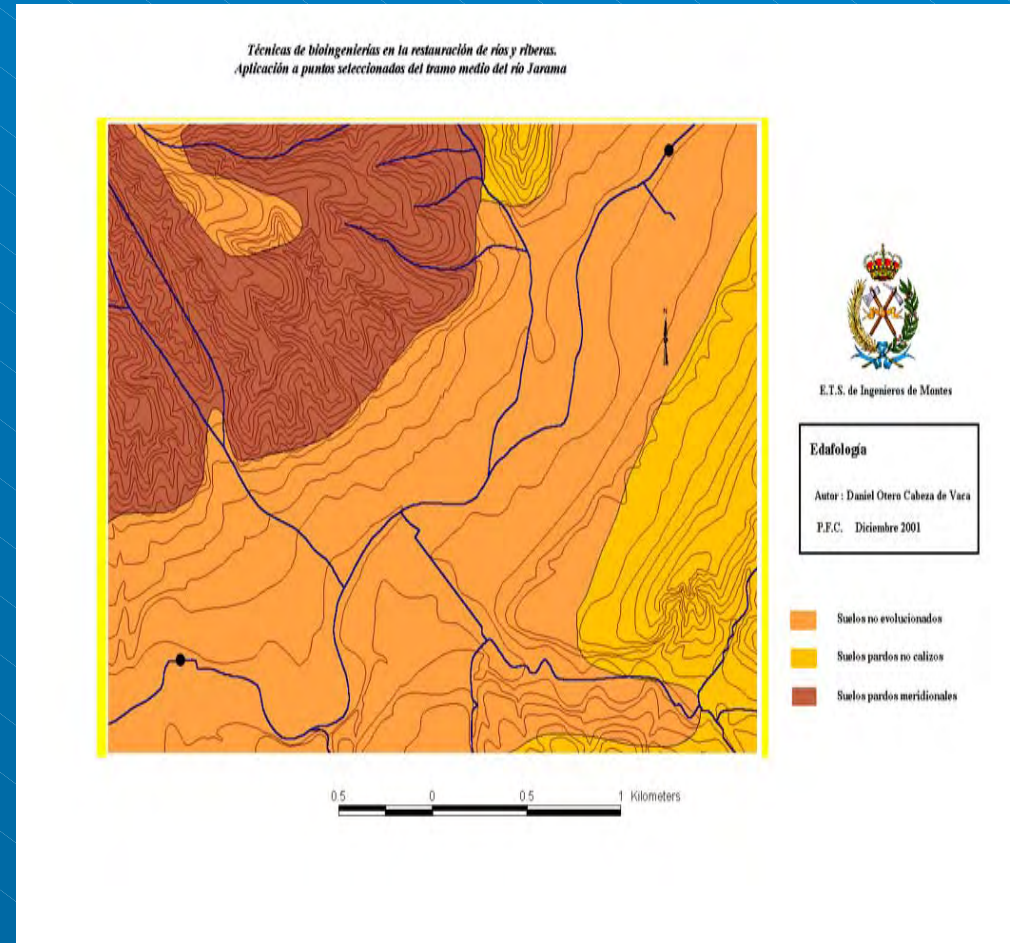 Técnicas de bioingenierías en la restauración de ríos y riberas.
Aplicación a puntos seleccionados del tramo medio del río Jarama
N
E.T.S. de Ingenieros de Montes
Edafología
Autor : Daniel Otero Cabeza de Vaca
P.F.C. Diciembre 2001
Suelos no evolucionados
Suelos pardos no calizos
Suelos pardos meridionales
0.5 0 0.5 1 Kilometers